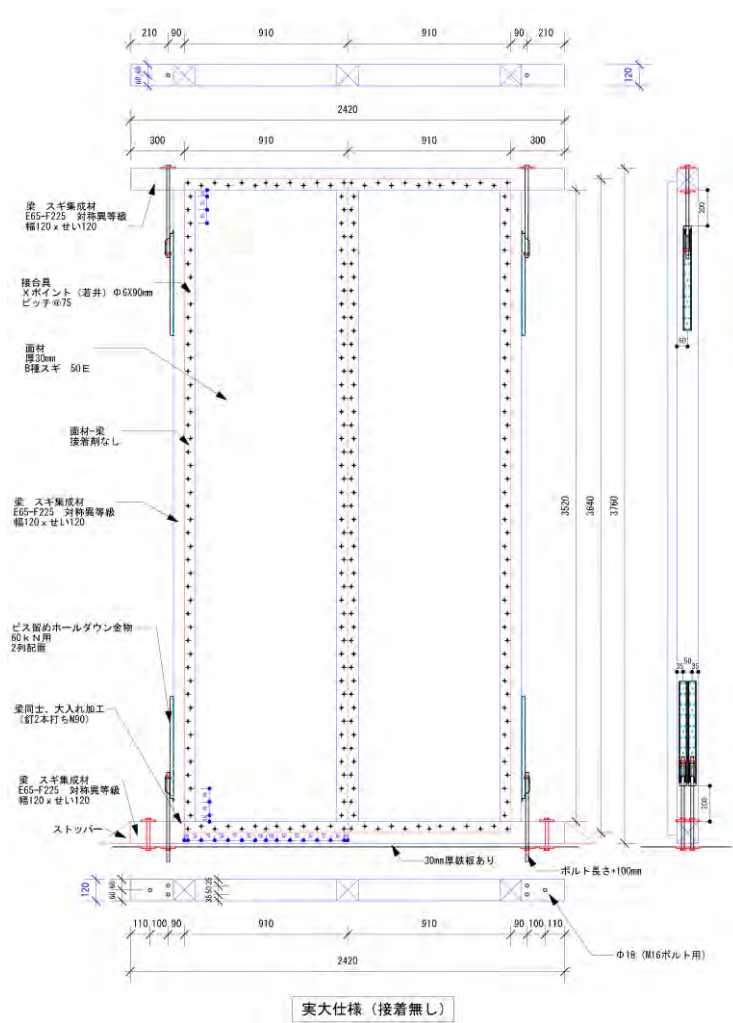 210 90 910 910 90 210
60 60
120
2420
300 910 910 300
梁 スギ集成材
E65-F225 対称異等級
幅120xせい120
200
接合具
Xポイント(若井)Φ6X90mm
ピッチ@75
60
面材
厚30mm
B種スギ 50E
面材-梁
接着剤なし
梁 スギ集成材
E65-F225 対称異等級
幅120xせい120
3520
3640
3760
ビス留めホールダウン金物
60kN用
2列配置
50
35 35
梁同士、大入れ加工
(釘2本打ちN90)
梁 スギ集成材
E65-F225 対称異等級
幅120xせい120
200
ストッパー
30mm厚鉄板あり
ボルト長さ+100mm
120
60 60
355035
110 100 90 910 910 90 100 110
Φ18 (M16ボルト用)
2420
実大仕様(接着無し)